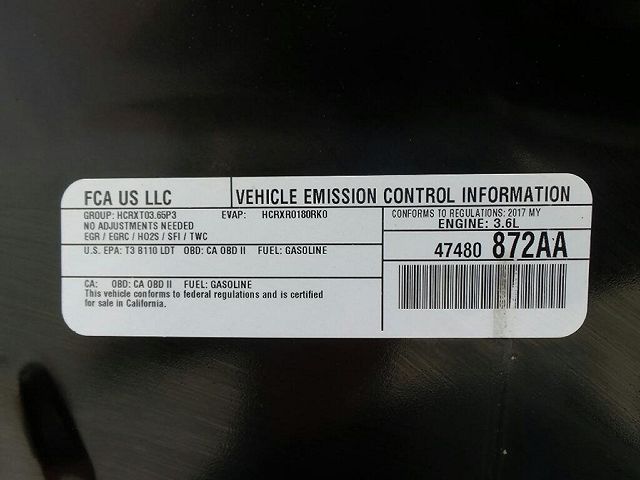 FCA US LLC
VEHICLE EMISSION CONTROL INFORMATION
GROUP: HCRXT03.65P3 EVAP: HCRXR0180RK0
NO ADJUSTMENTS NEEDED
EGR / EGRC / HO2S / SFI / TWC
CONFORMS TO REGULATIONS: 2017 MY
ENGINE: 3.6L
U.S. EPA: T3 B110 LDT OBD: CA OBD II FUEL: GASOLINE
47480 872AA
CA: OBD: CA OBD II FUEL: GASOLINE
This vehicle conforms to federal regulations and is certified
for sale in California.